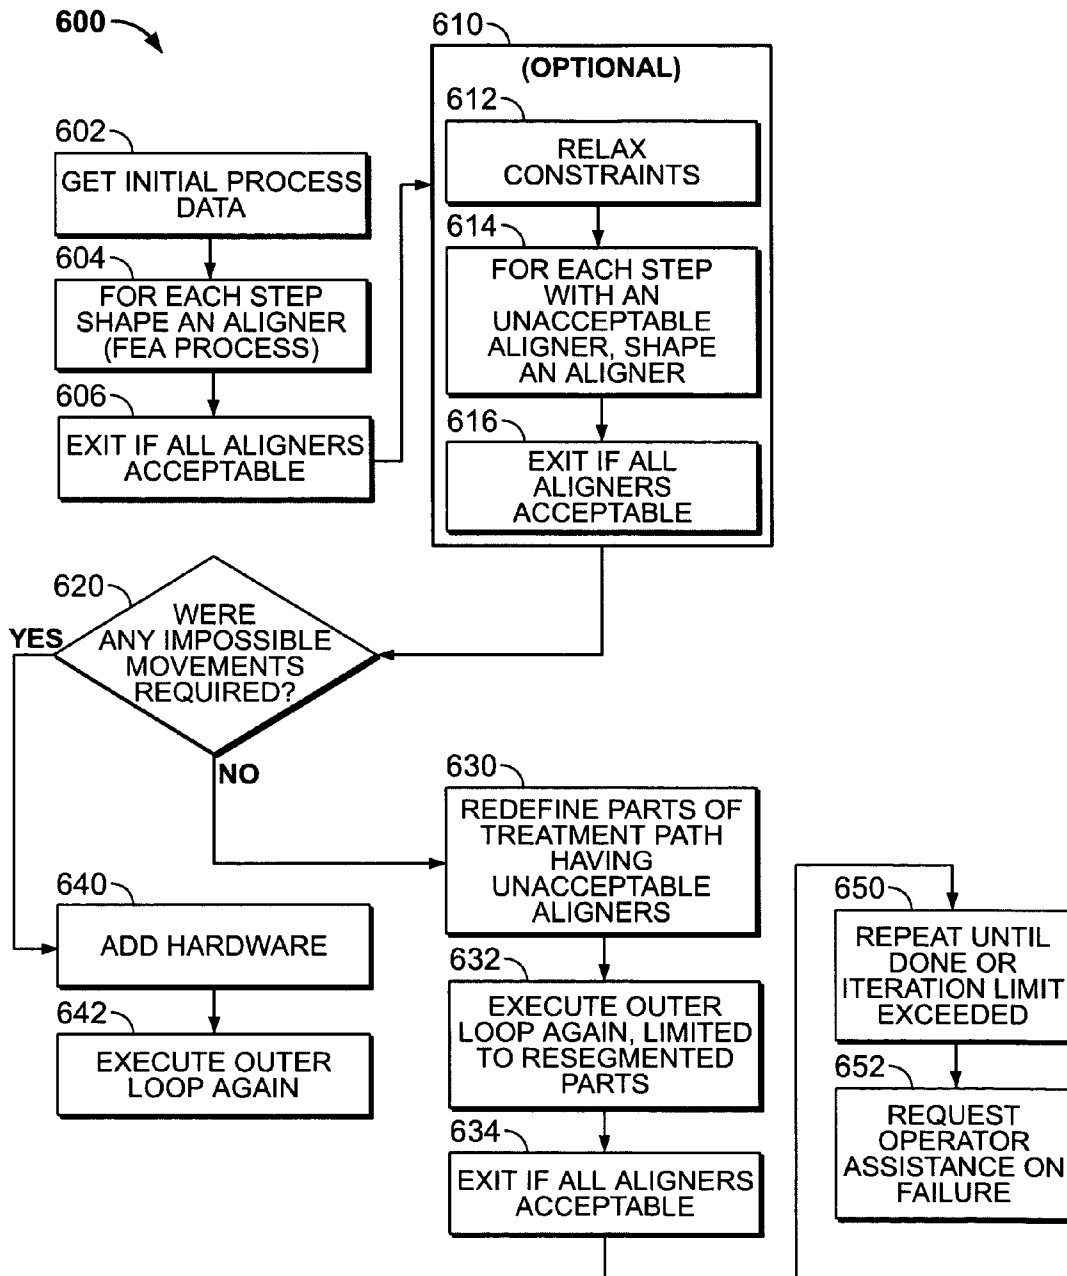 600
602
GET INITIAL PROCESS
DATA
604
FOR EACH STEP
SHAPE AN ALIGNER
(FEA PROCESS)
606
EXIT IF ALL ALIGNERS
ACCEPTABLE
610
(OPTIONAL)
612
RELAX
CONSTRAINTS
614
FOR EACH STEP
WITH AN
UNACCEPTABLE
ALIGNER, SHAPE
AN ALIGNER
616
EXIT IF ALL
ALIGNERS
ACCEPTABLE
620
WERE
ANY IMPOSSIBLE
MOVEMENTS
REQUIRED?
YES
NO
640
ADD HARDWARE
642
EXECUTE OUTER
LOOP AGAIN
630
REDEFINE PARTS OF
TREATMENT PATH
HAVING
UNACCEPTABLE
ALIGNERS
632
EXECUTE OUTER
LOOP AGAIN, LIMITED
TO RESEGMENTED
PARTS
634
EXIT IF ALL ALIGNERS
ACCEPTABLE
650
REPEAT UNTIL
DONE OR
ITERATION LIMIT
EXCEEDED
652
REQUEST
OPERATOR
ASSISTANCE ON
FAILURE